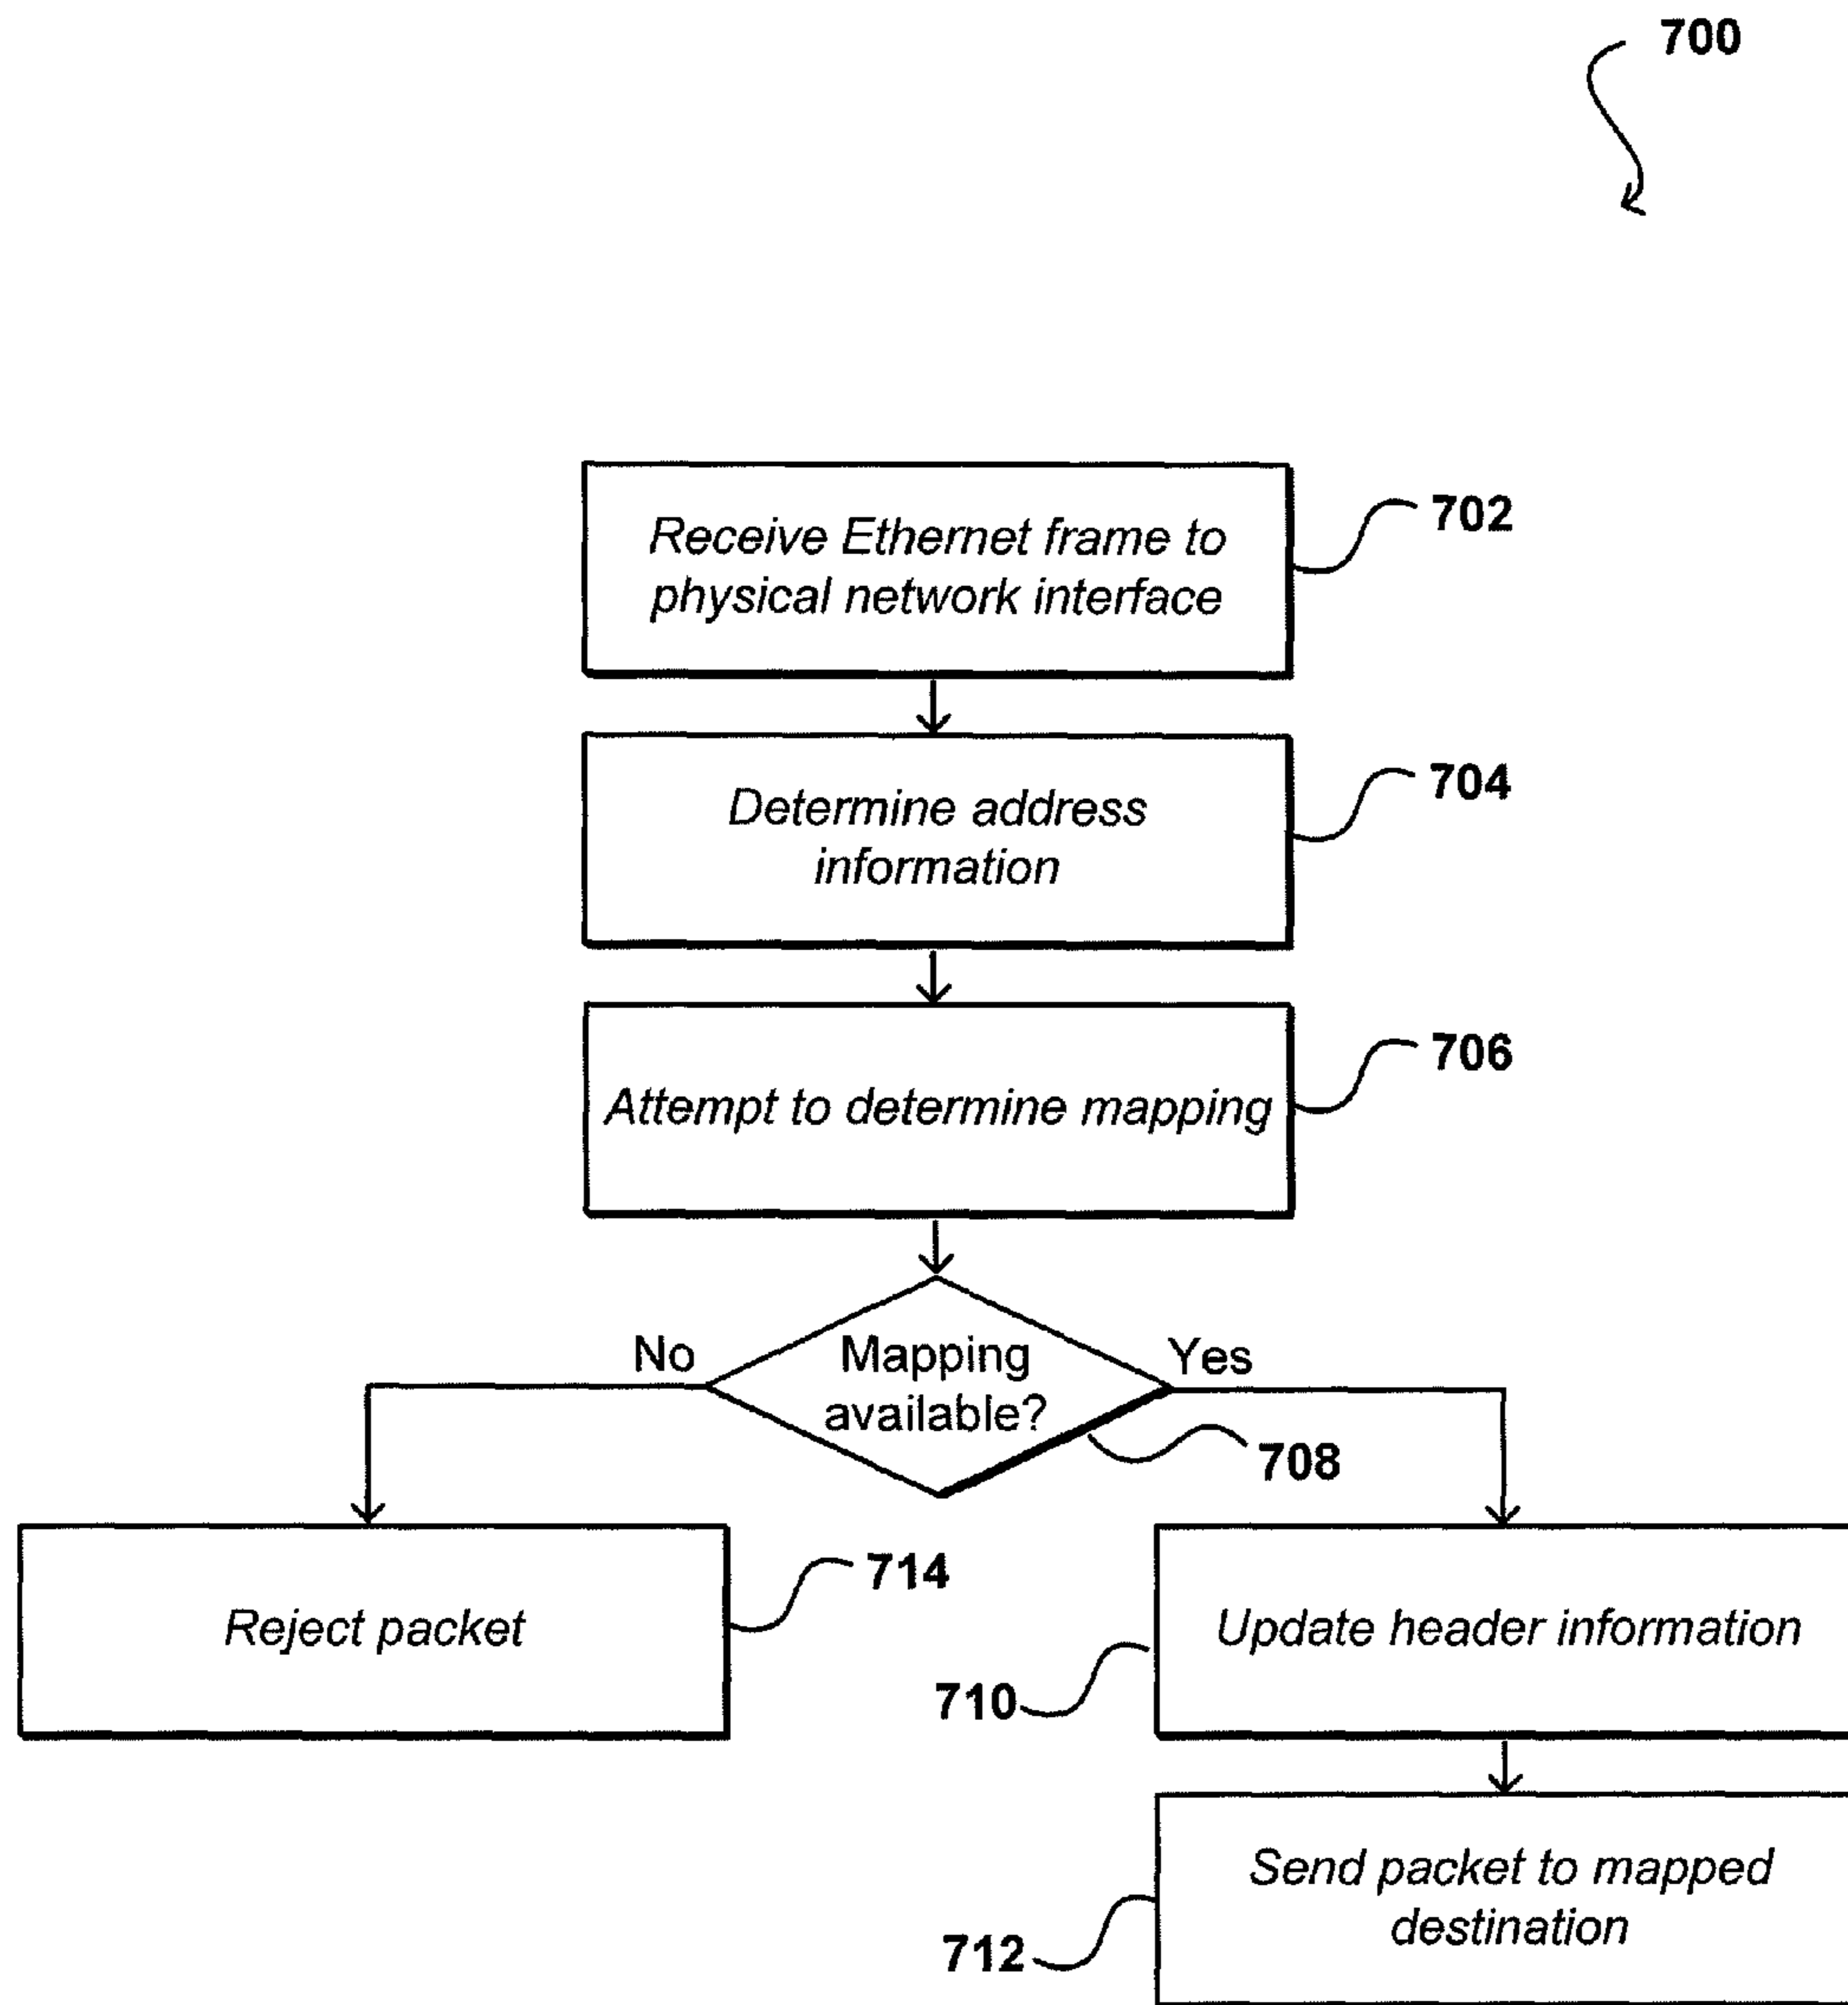 700
Receive Ethernet frame to
physical network interface
702
Determine address
information
704
Attempt to determine mapping
706
No
Mapping
available?
Yes
708
Reject packet
714
Update header information
710
Send packet to mapped
destination
712